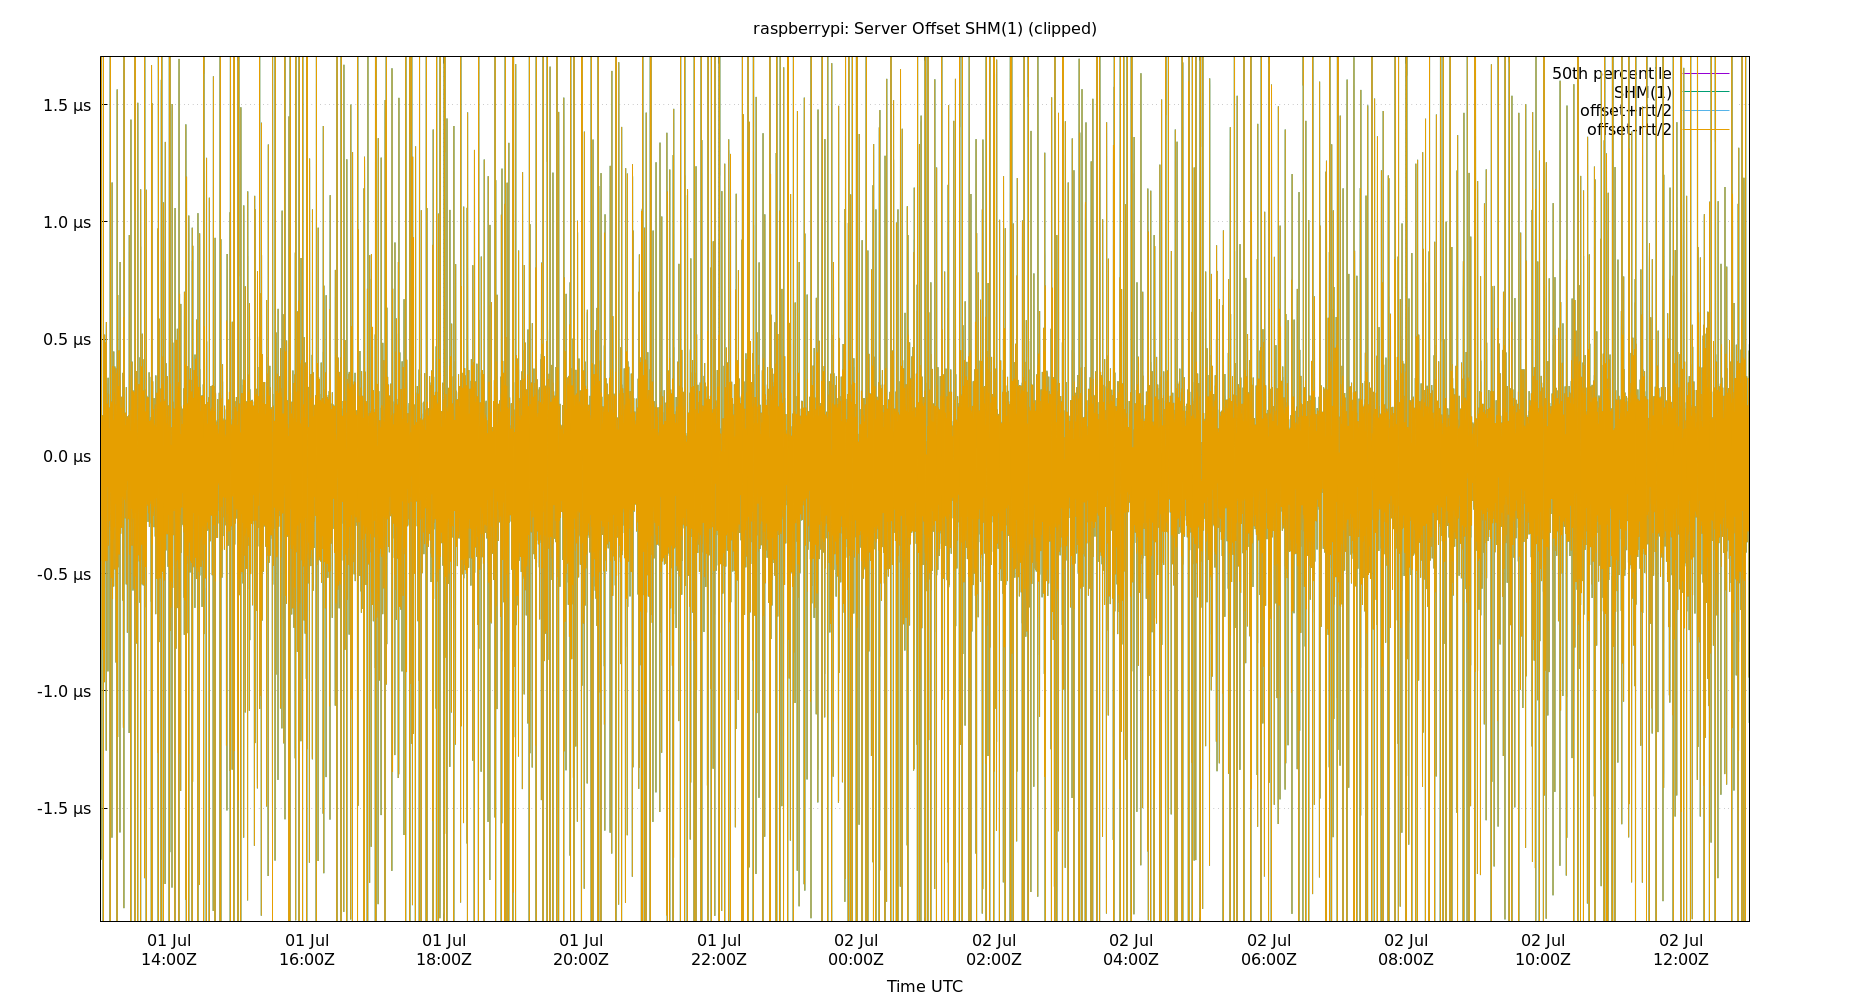 raspberrypi: Server Offset SHM(1) (clipped)
50th percentile
SHM(1)
offset+rtt/2
offset-rtt/2
1.5 µs
1.0 µs
0.5 µs
0.0 µs
-0.5 µs
-1.0 µs
-1.5 µs
01 Jul 01 Jul 01 Jul 01 Jul 01 Jul 02 Jul 02 Jul 02 Jul 02 Jul 02 Jul 02 Jul 02 Jul
14:00Z 16:00Z 18:00Z 20:00Z 22:00Z 00:00Z 02:00Z 04:00Z 06:00Z 08:00Z 10:00Z 12:00Z
Time UTC